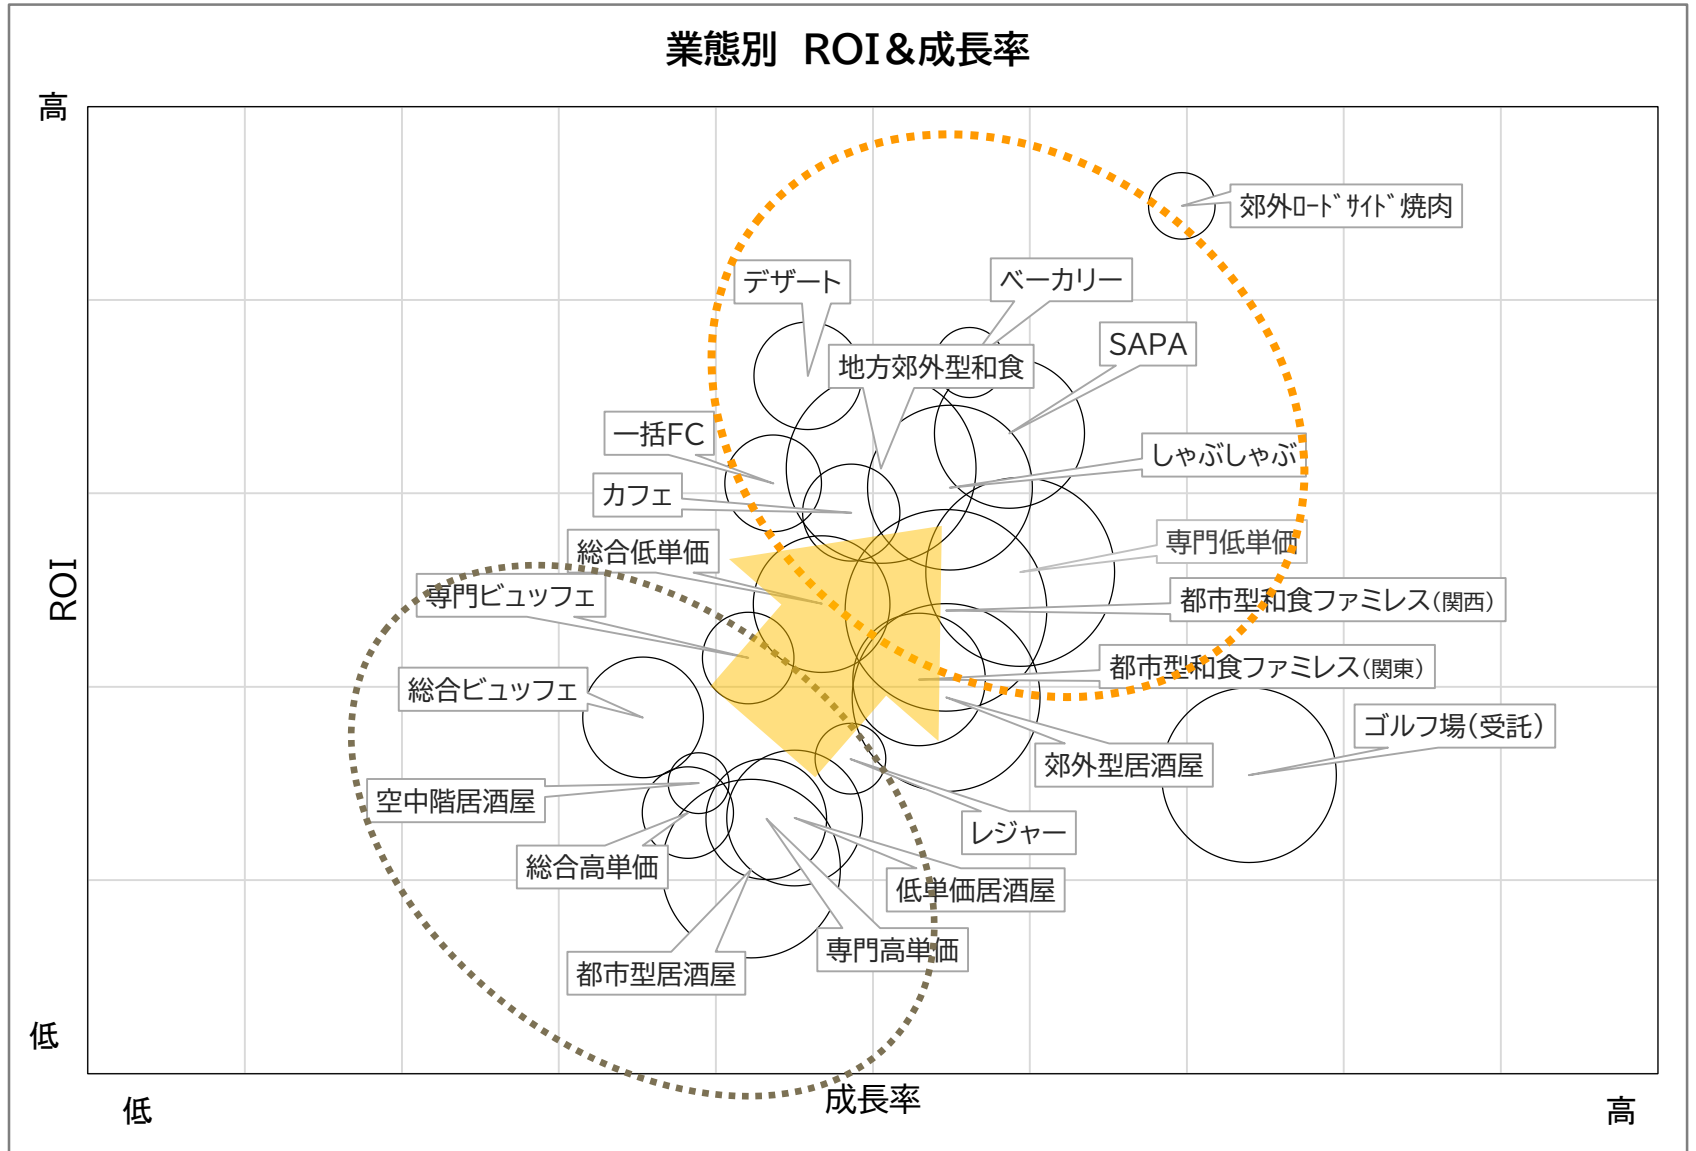 業態別 ROI&成長率
高
郊外ﾛｰﾄﾞｻｲﾄﾞ焼肉
デザート
ベーカリー
SAPA
地方郊外型和食
一括FC
しゃぶしゃぶ
カフェ
総合低単価
専門低単価
専門ビュッフェ
都市型和食ファミレス(関西)
ROI
都市型和食ファミレス(関東)
総合ビュッフェ
ゴルフ場(受託)
郊外型居酒屋
空中階居酒屋
レジャー
総合高単価
低単価居酒屋
専門高単価
都市型居酒屋
低
成長率
低
高